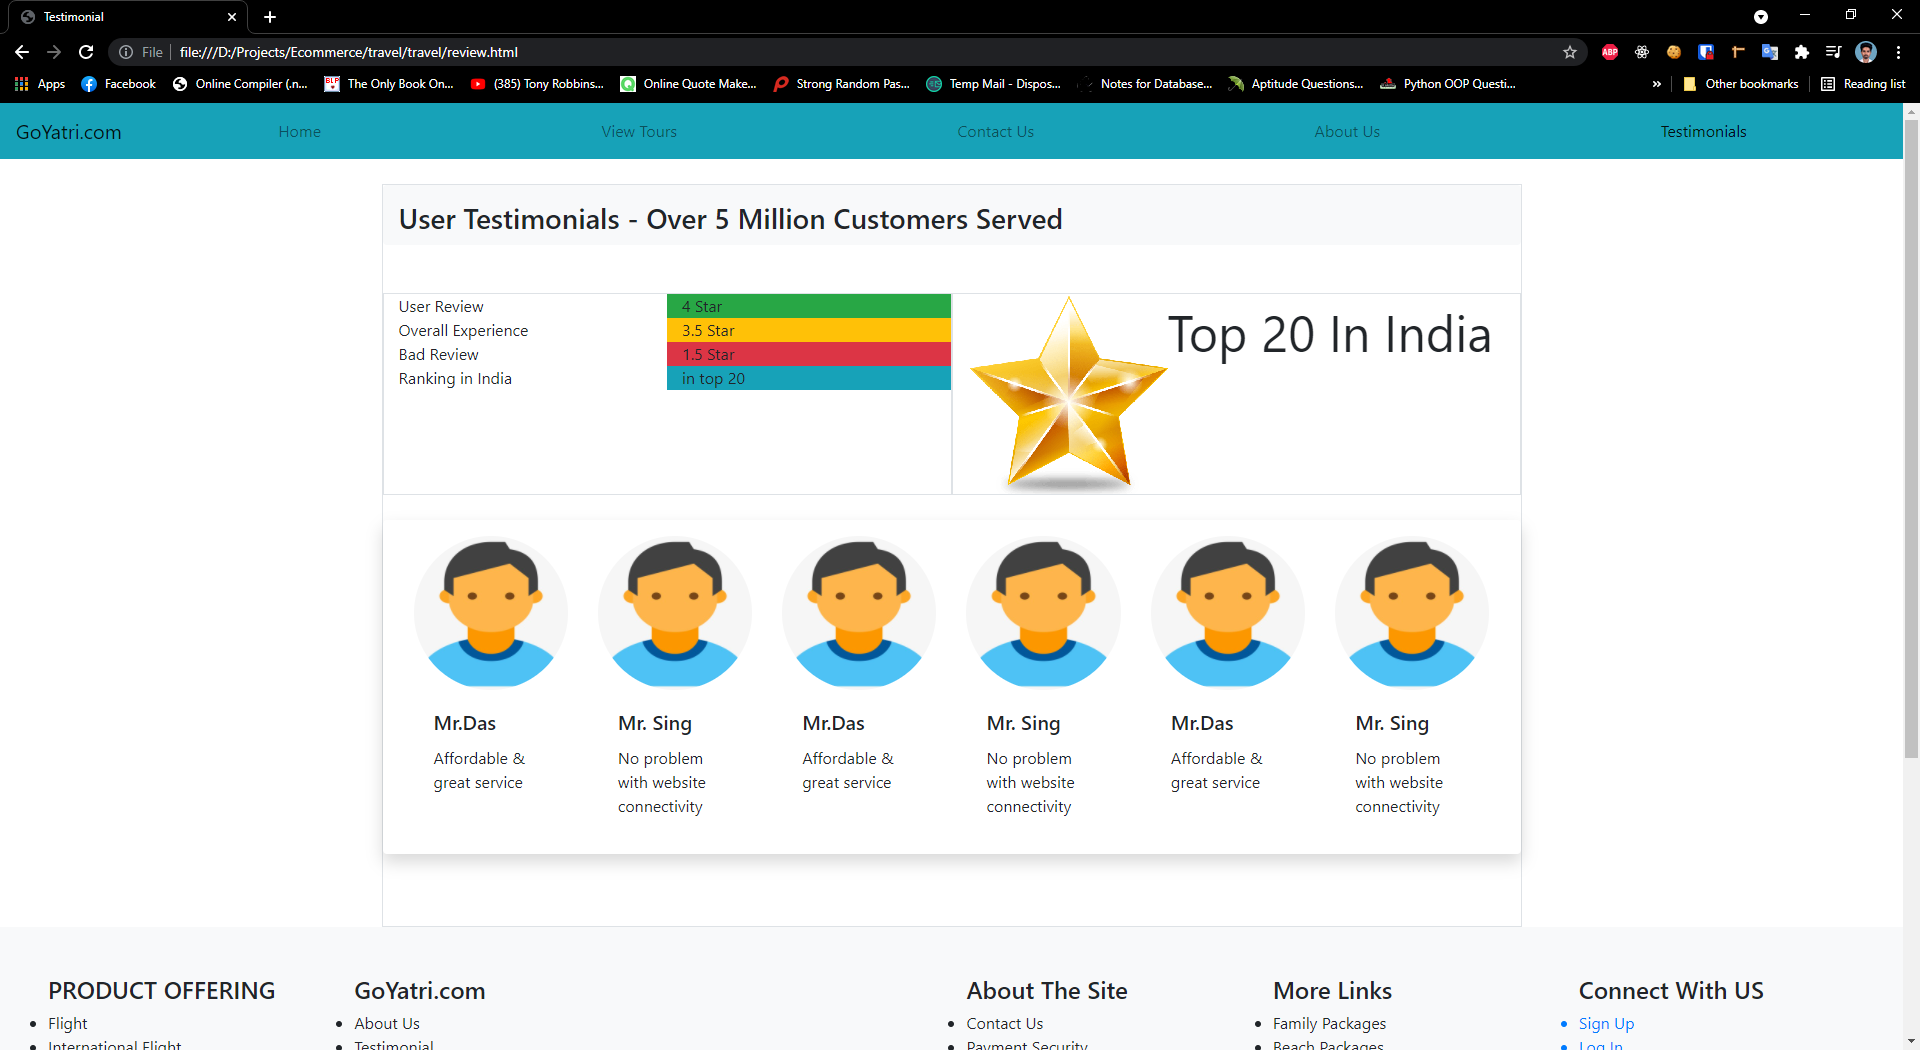 Testimonial
File
file:///D:/Projects/Ecommerce/travel/travel/review.html
ABP
Apps
Facebook
Online Compiler (.n...
BLP
The Only Book On...
(385) Tony Robbins...
Online Quote Make...
Strong Random Pas...
Temp Mail - Dispos...
Notes for Database...
Aptitude Questions...
Python OOP Questi...
»
Other bookmarks
Reading list
GoYatri.com
Home
View Tours
Contact Us
About Us
Testimonials
User Testimonials - Over 5 Million Customers Served
User Review
4 Star
Overall Experience
3.5 Star
Bad Review
1.5 Star
Ranking in India
in top 20
Top 20 In India
Mr.Das
Affordable &
great service
Mr. Sing
No problem
with website
connectivity
Mr.Das
Affordable &
great service
Mr. Sing
No problem
with website
connectivity
Mr.Das
Affordable &
great service
Mr. Sing
No problem
with website
connectivity
PRODUCT OFFERING
Flight
International Flight
GoYatri.com
About Us
Testimonial
About The Site
Contact Us
Payment Security
More Links
Family Packages
Beach Packages
Connect With US
Sign Up
Log In